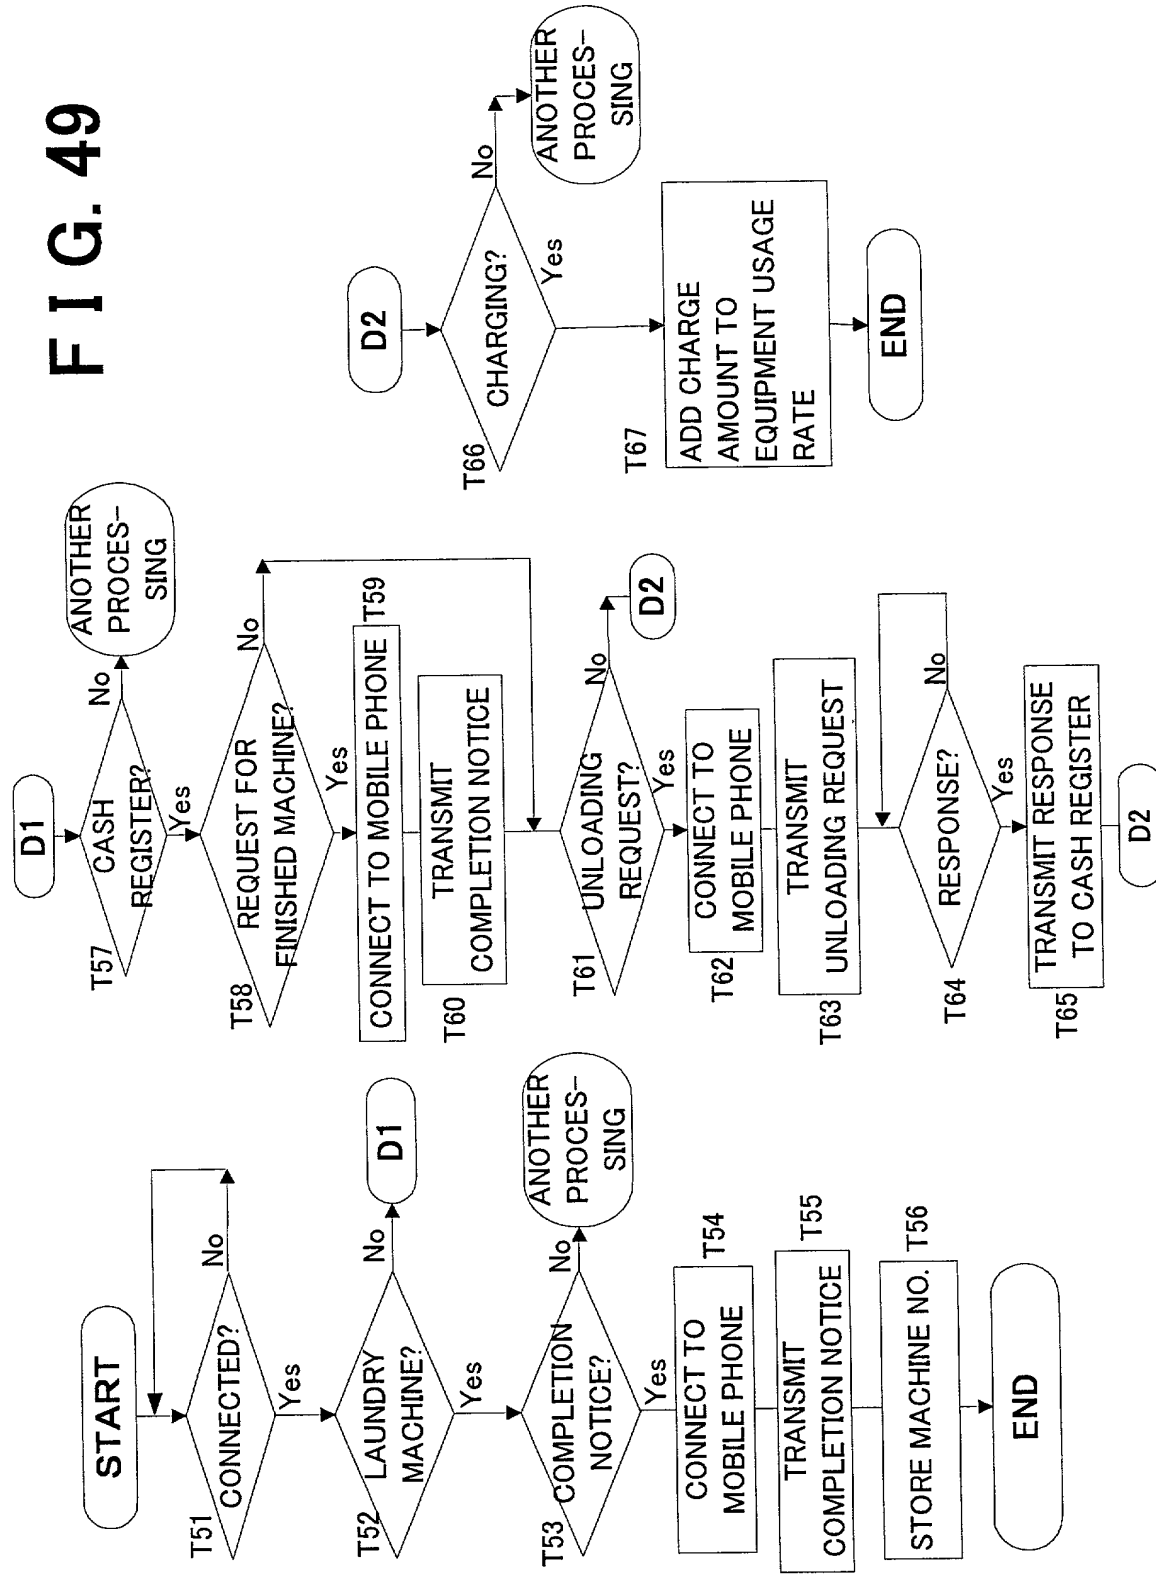 FIG. 49
START
T51
CONNECTED?
No
Yes
T52
LAUNDRY
MACHINE?
No
D1
Yes
T53
COMPLETION
NOTICE?
No
ANOTHER
PROCES-
SING
Yes
CONNECT TO
MOBILE PHONE
T54
TRANSMIT
COMPLETION NOTICE
T55
STORE MACHINE NO.
T56
END
D1
T57
CASH
REGISTER?
No
ANOTHER
PROCES-
SING
Yes
T58
REQUEST FOR
FINISHED MACHINE?
No
Yes
CONNECT TO MOBILE PHONE
T59
T60
TRANSMIT
COMPLETION NOTICE
T61
UNLOADING
REQUEST?
No
D2
Yes
T62
CONNECT TO
MOBILE PHONE
T63
TRANSMIT
UNLOADING REQUEST
T64
RESPONSE?
No
Yes
T65
TRANSMIT RESPONSE
TO CASH REGISTER
D2
D2
T66
CHARGING?
No
ANOTHER
PROCES-
SING
Yes
T67
ADD CHARGE
AMOUNT TO
EQUIPMENT USAGE
RATE
END